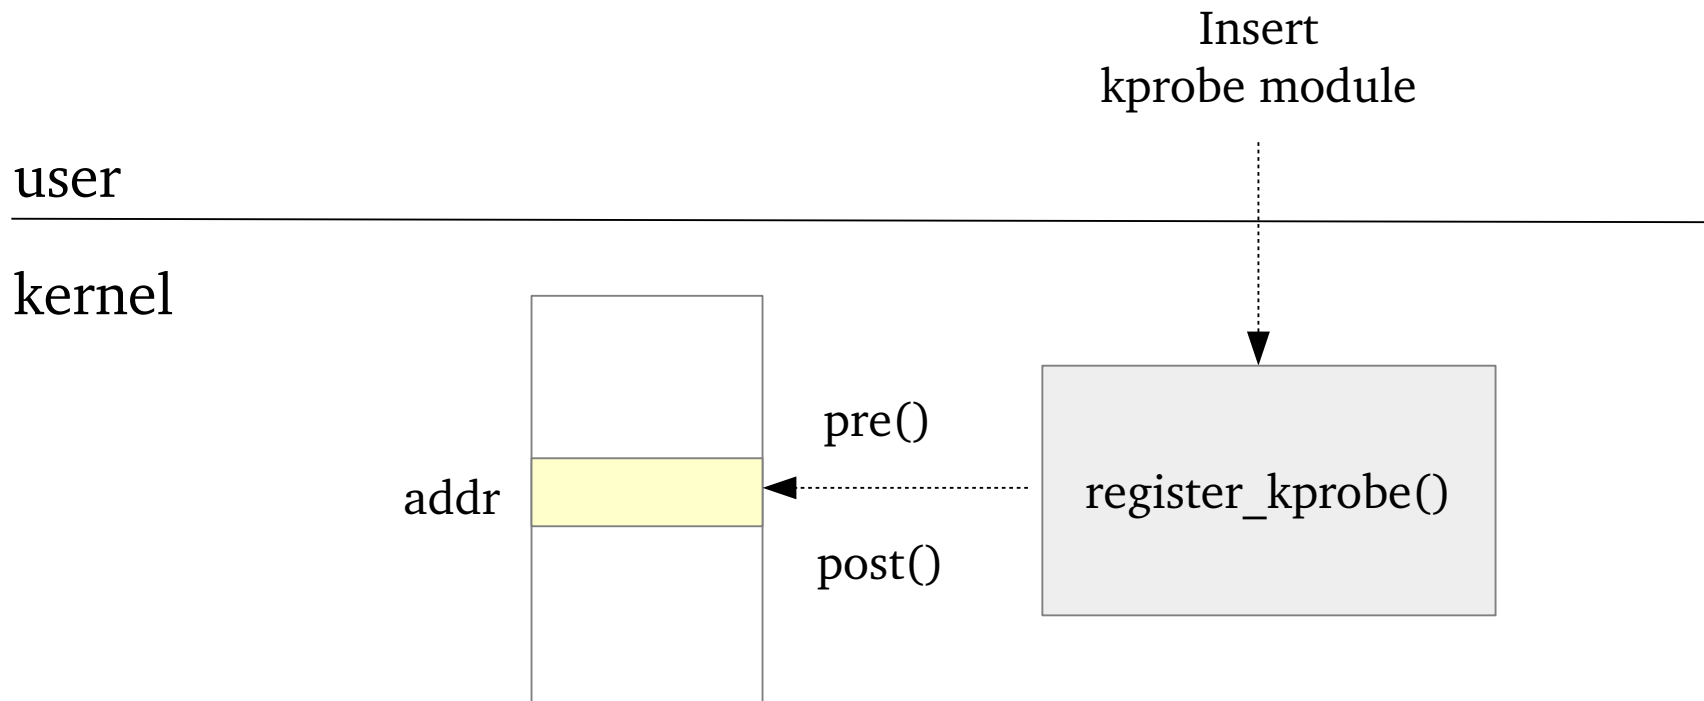 Insert
kprobe module
user
kernel
pre()
addr
register_kprobe()
post()